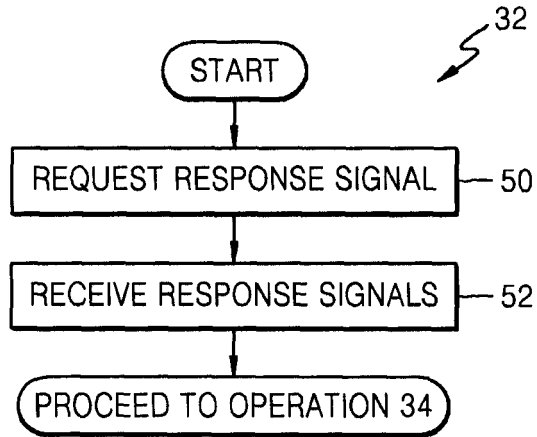 32
START
REQUEST RESPONSE SIGNAL
50
RECEIVE RESPONSE SIGNALS
52
PROCEED TO OPERATION 34